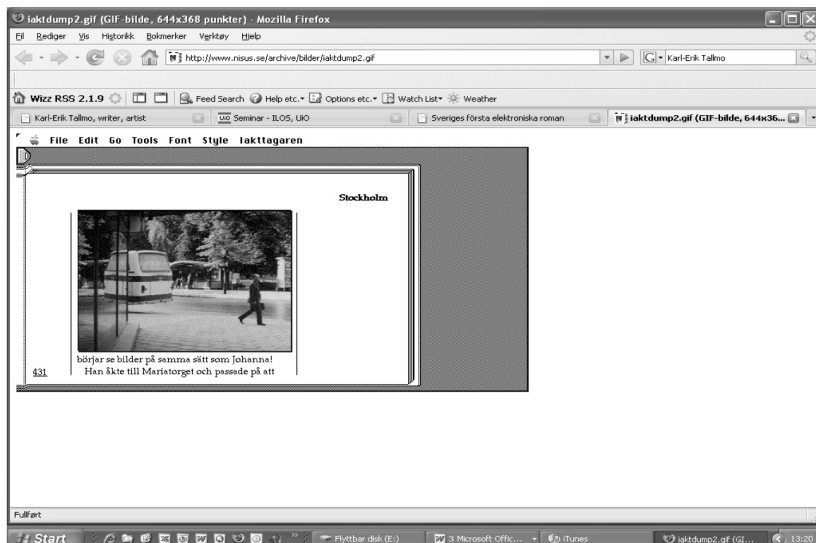 iaktdump2.gif (GIF-bilde, 644x368 punkter) - Mozilla Firefox
Fil Rediger Vis Historikk Bokmerker Verktøy Hjelp
http://www.nisus.se/archive/bilder/iaktdump2.gif
Karl-Erik Tallmo
Wizz RSS 2.1.9 Feed Search Help etc. Options etc. Watch List Weather
Karl-Erik Tallmo, writer, artist UiO Seminar - ILOS, UiO Sveriges första elektroniska roman iaktdump2.gif (GIF-bilde, 644x36...
File Edit Go Tools Font Style Iakttagaren
Stockholm
börjar se bilder på samma sätt som Johanna!
431 Han åkte till Mariatorget och passade på att
Fullført
Start Flyttbar disk (E:) 3 Microsoft Offic... iTunes iaktdump2.gif (GI... 13:20